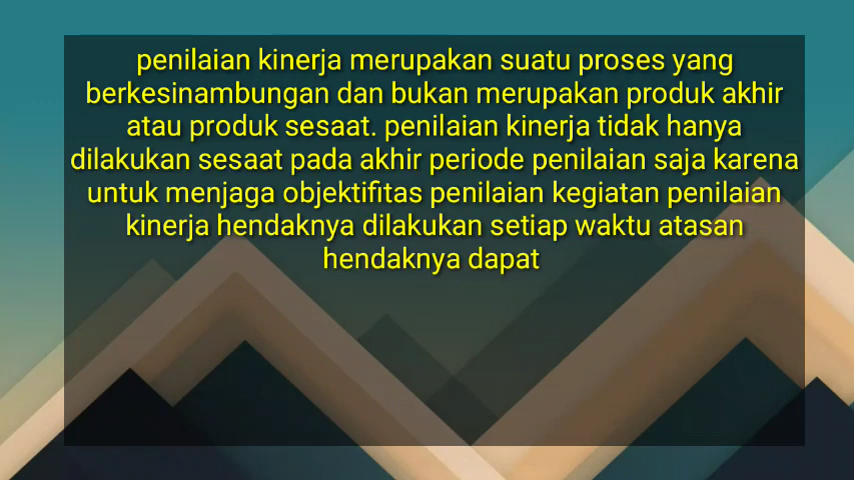 penilaian kinerja merupakan suatu proses yang
berkesinambungan dan bukan merupakan produk akhir
atau produk sesaat. penilaian kinerja tidak hanya
dilakukan sesaat pada akhir periode penilaian saja karena
untuk menjaga objektifitas penilaian kegiatan penilaian
kinerja hendaknya dilakukan setiap waktu atasan
hendaknya dapat